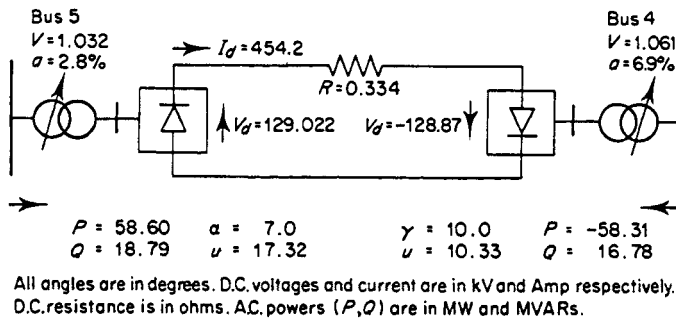 Bus 5
V=1.032
a=2.8%
I_d=454.2
R=0.334
Bus 4
V=1.061
a=6.9%
V_d=129.022
V_d=-128.87
P = 58.60 α = 7.0 γ = 10.0 P = -58.31
Q = 18.79 u = 17.32 u = 10.33 Q = 16.78
All angles are in degrees. D.C. voltages and current are in kV and Amp respectively.
D.C. resistance is in ohms. A.C. powers (P,Q) are in MW and MVARs.